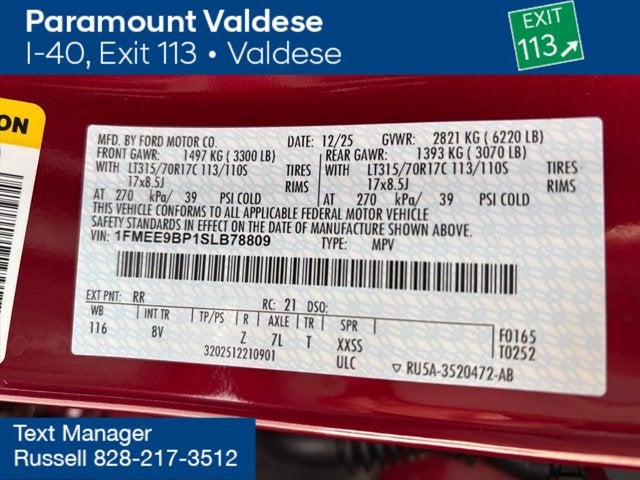 Paramount Valdese
I-40, Exit 113 • Valdese
EXIT
113
ON
MFD. BY FORD MOTOR CO. DATE: 12/25 GVWR: 2821 KG ( 6220 LB)
FRONT GAWR: 1497 KG ( 3300 LB) REAR GAWR: 1393 KG ( 3070 LB)
WITH LT315/70R17C 113/110S TIRES WITH LT315/70R17C 113/110S TIRES
17x8.5J RIMS 17x8.5J RIMS
AT 270 kPa/ 39 PSI COLD AT 270 kPa/ 39 PSI COLD
THIS VEHICLE CONFORMS TO ALL APPLICABLE FEDERAL MOTOR VEHICLE
SAFETY STANDARDS IN EFFECT ON THE DATE OF MANUFACTURE SHOWN ABOVE.
VIN: 1FMEE9BP1SLB78809 TYPE: MPV
EXT PNT: RR RC: 21 DSO:
WB INT TR TP/PS R AXLE TR SPR
116 8V Z 7L T XXSS
F0165
T0252
3202512210901 ULC
▽ RU5A-3520472-AB
Text Manager
Russell 828-217-3512